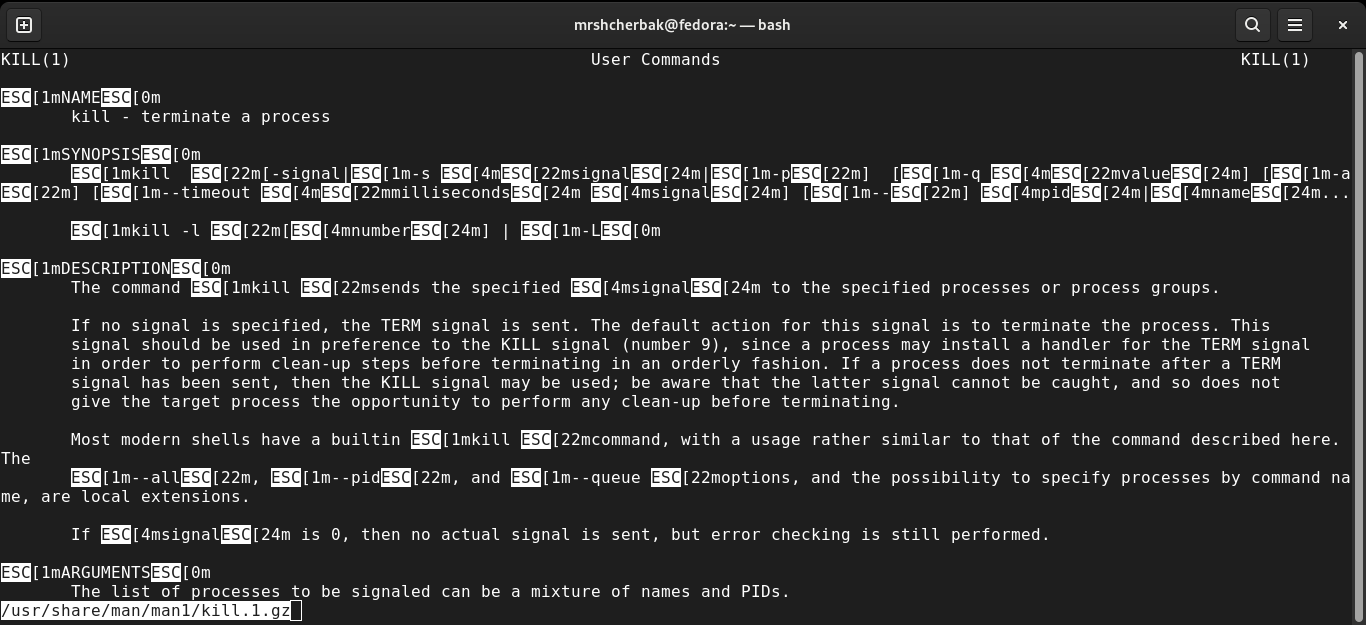 mrshcherbak@fedora:~ — bash
KILL(1) User Commands KILL(1)
ESC[1mNAMEESC[0m
kill - terminate a process
ESC[1mSYNOPSISESC[0m
ESC[1mkill ESC[22m[-signal|ESC[1m-s ESC[4mESC[22msignalESC[24m|ESC[1m-pESC[22m] [ESC[1m-q ESC[4mESC[22mvalueESC[24m] [ESC[1m-a
ESC[22m] [ESC[1m--timeout ESC[4mESC[22mmillisecondsESC[24m ESC[4msignalESC[24m] [ESC[1m--ESC[22m] ESC[4mpidESC[24m|ESC[4mnameESC[24m...
ESC[1mkill -l ESC[22m[ESC[4mnumberESC[24m] | ESC[1m-LESC[0m
ESC[1mDESCRIPTIONESC[0m
The command ESC[1mkill ESC[22msends the specified ESC[4msignalESC[24m to the specified processes or process groups.
If no signal is specified, the TERM signal is sent. The default action for this signal is to terminate the process. This
signal should be used in preference to the KILL signal (number 9), since a process may install a handler for the TERM signal
in order to perform clean-up steps before terminating in an orderly fashion. If a process does not terminate after a TERM
signal has been sent, then the KILL signal may be used; be aware that the latter signal cannot be caught, and so does not
give the target process the opportunity to perform any clean-up before terminating.
Most modern shells have a builtin ESC[1mkill ESC[22mcommand, with a usage rather similar to that of the command described here.
The
ESC[1m--allESC[22m, ESC[1m--pidESC[22m, and ESC[1m--queue ESC[22moptions, and the possibility to specify processes by command na
me, are local extensions.
If ESC[4msignalESC[24m is 0, then no actual signal is sent, but error checking is still performed.
ESC[1mARGUMENTSESC[0m
The list of processes to be signaled can be a mixture of names and PIDs.
/usr/share/man/man1/kill.1.gz